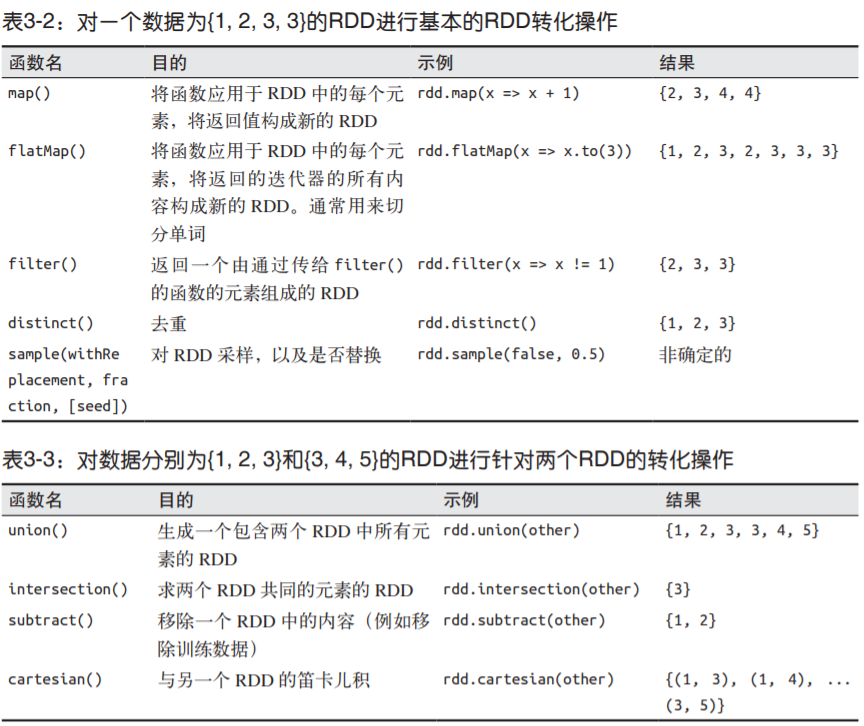 表3-2：对一个数据为{1, 2, 3, 3}的RDD进行基本的RDD转化操作
函数名 目的 示例 结果
map() 将函数应用于 RDD 中的每个元 rdd.map(x => x + 1) {2, 3, 4, 4}
素，将返回值构成新的 RDD
flatMap() 将函数应用于 RDD 中的每个元 rdd.flatMap(x => x.to(3)) {1, 2, 3, 2, 3, 3, 3}
素，将返回的迭代器的所有内
容构成新的 RDD。通常用来切
分单词
filter() 返回一个由通过传给 filter() rdd.filter(x => x != 1) {2, 3, 3}
的函数的元素组成的 RDD
distinct() 去重 rdd.distinct() {1, 2, 3}
sample(withRe 对 RDD 采样，以及是否替换 rdd.sample(false, 0.5) 非确定的
placement, fra
ction, [seed])
表3-3：对数据分别为{1, 2, 3}和{3, 4, 5}的RDD进行针对两个RDD的转化操作
函数名 目的 示例 结果
union() 生成一个包含两个 RDD 中所有元 rdd.union(other) {1, 2, 3, 3, 4, 5}
素的 RDD
intersection() 求两个 RDD 共同的元素的 RDD rdd.intersection(other) {3}
subtract() 移除一个 RDD 中的内容（例如移 rdd.subtract(other) {1, 2}
除训练数据）
cartesian() 与另一个 RDD 的笛卡儿积 rdd.cartesian(other) {(1, 3), (1, 4), ...
(3, 5)}